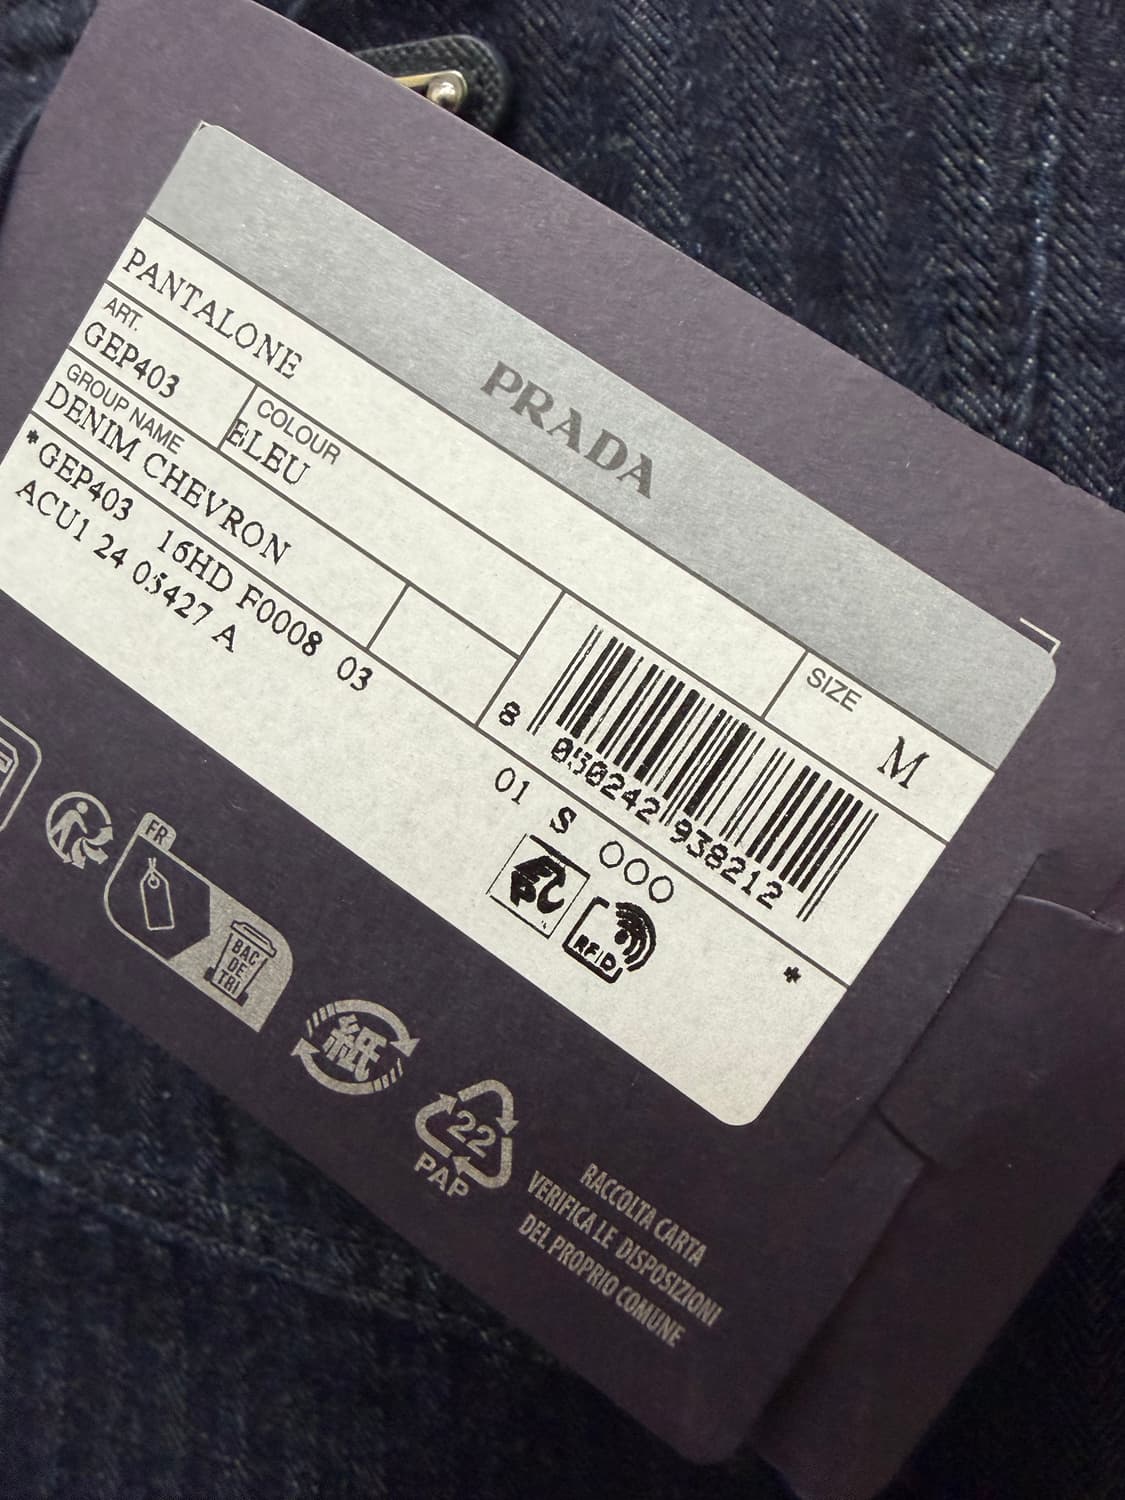 PRADA
PANTALONE
SIZE
M
ART.
GEP403
COLOUR
BLEU
GROUP NAME
DENIM CHEVRON
*GEP403 16HD F0008 03
ACU1 24 05427 A
8 050242 938212
01 S OOO
*
RFID
FR
BAC
DE
TRI
紙
22
PAP
RACCOLTA CARTA
VERIFICA LE DISPOSIZIONI
DEL PROPRIO COMUNE